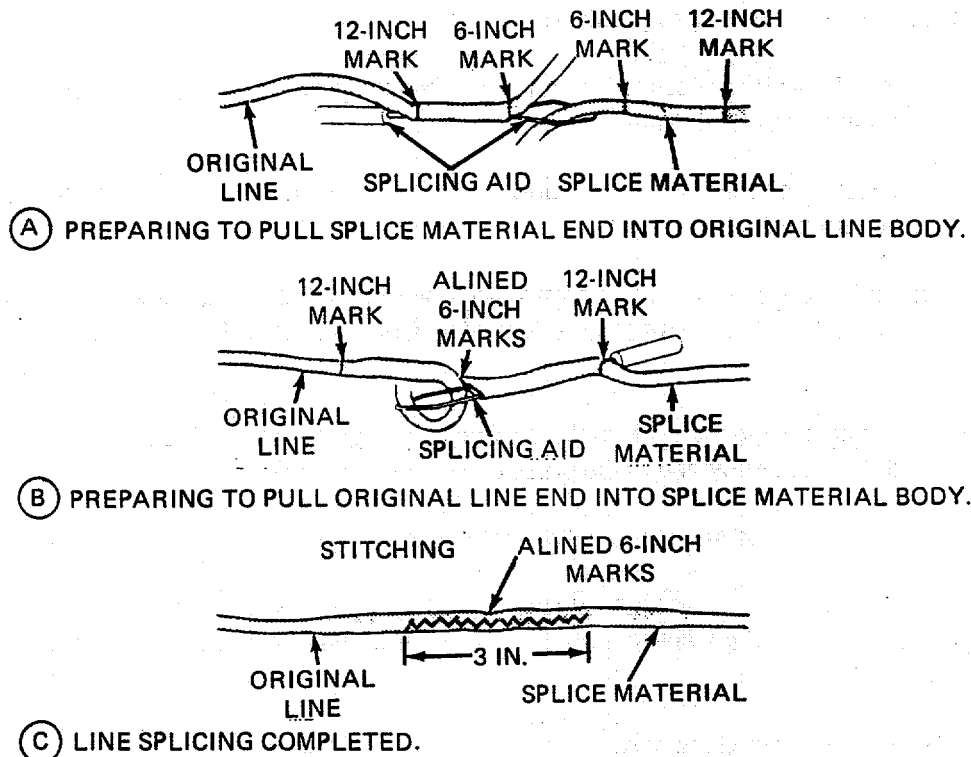 12-INCH MARK
6-INCH MARK
6-INCH MARK
12-INCH MARK
ORIGINAL LINE
SPLICING AID
SPLICE MATERIAL
A PREPARING TO PULL SPLICE MATERIAL END INTO ORIGINAL LINE BODY.
12-INCH MARK
ALINED 6-INCH MARKS
12-INCH MARK
ORIGINAL LINE
SPLICING AID
SPLICE MATERIAL
B PREPARING TO PULL ORIGINAL LINE END INTO SPLICE MATERIAL BODY.
STITCHING
ALINED 6-INCH MARKS
3 IN.
ORIGINAL LINE
SPLICE MATERIAL
C LINE SPLICING COMPLETED.